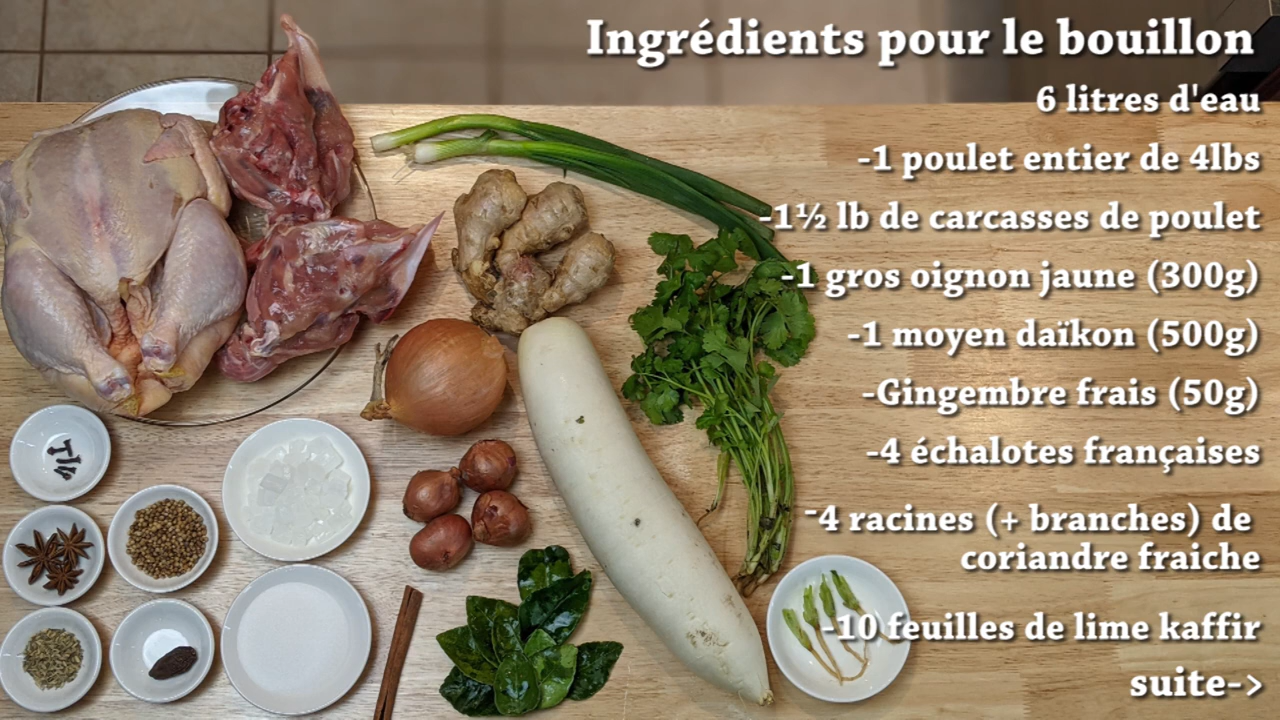 Ingrédients pour le bouillon
6 litres d'eau
-1 poulet entier de 4lbs
-1½ lb de carcasses de poulet
-1 gros oignon jaune (300g)
-1 moyen daïkon (500g)
-Gingembre frais (50g)
-4 échalotes françaises
-4 racines (+ branches) de
coriandre fraiche
-10 feuilles de lime kaffir
suite->